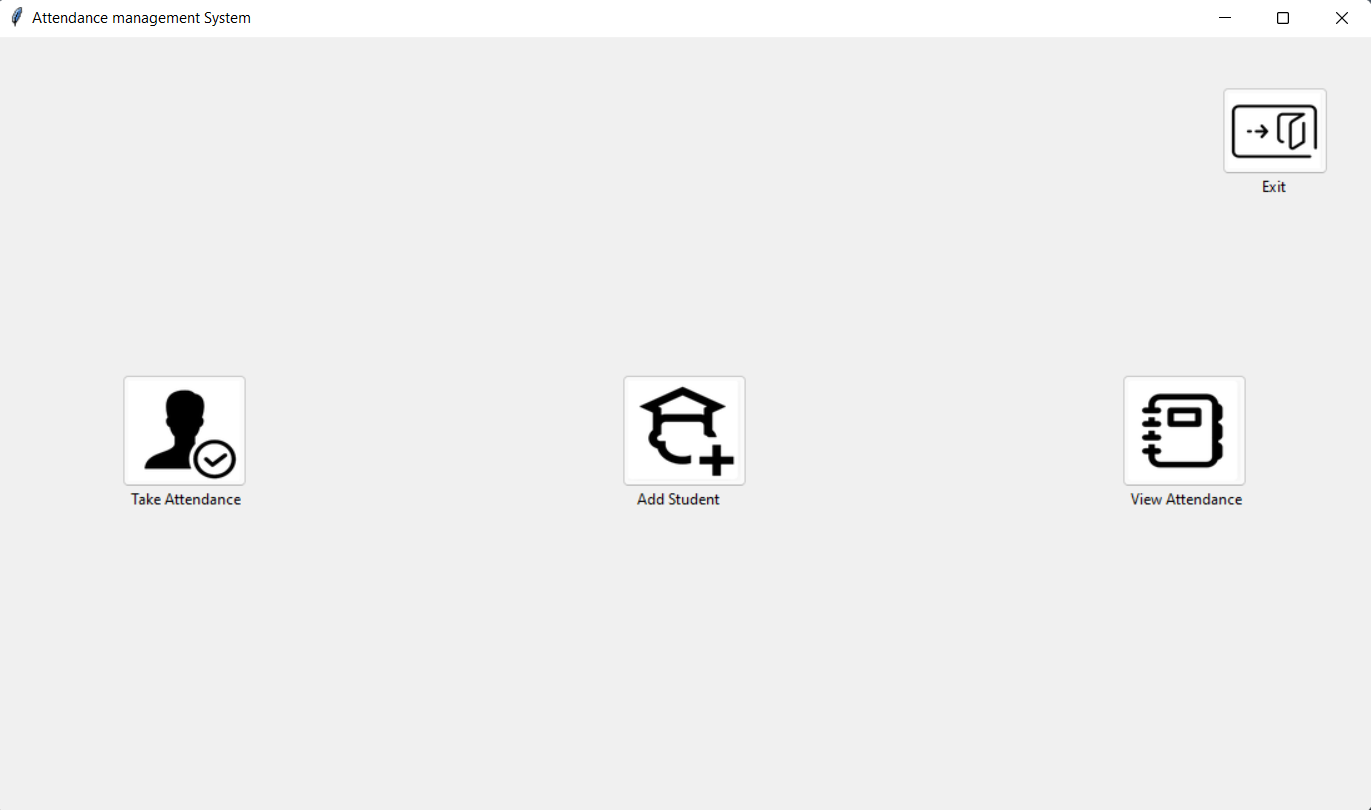 Attendance management System
Exit
Take Attendance
Add Student
View Attendance